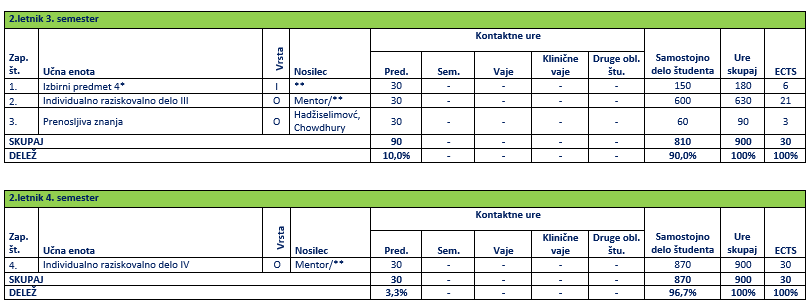 2.letnik 3. semester
Zap. št. Učna enota Vrsta Nosilec Kontaktne ure Samostojno delo študenta Ure skupaj ECTS
Pred. Sem. Vaje Klinične vaje Druge obl. štu.
1. Izbirni predmet 4* I ** 30 - - - - 150 180 6
2. Individualno raziskovalno delo III O Mentor/** 30 - - - - 600 630 21
3. Prenosljiva znanja O Hadžiselimovć, Chowdhury 30 - - - - 60 90 3
SKUPAJ 90 - - - - 810 900 30
DELEŽ 10,0% - - - - 90,0% 100% 100%
2.letnik 4. semester
Zap. št. Učna enota Vrsta Nosilec Kontaktne ure Samostojno delo študenta Ure skupaj ECTS
Pred. Sem. Vaje Klinične vaje Druge obl. štu.
4. Individualno raziskovalno delo IV O Mentor/** 30 - - - - 870 900 30
SKUPAJ 30 - - - - 870 900 30
DELEŽ 3,3% - - - - 96,7% 100% 100%